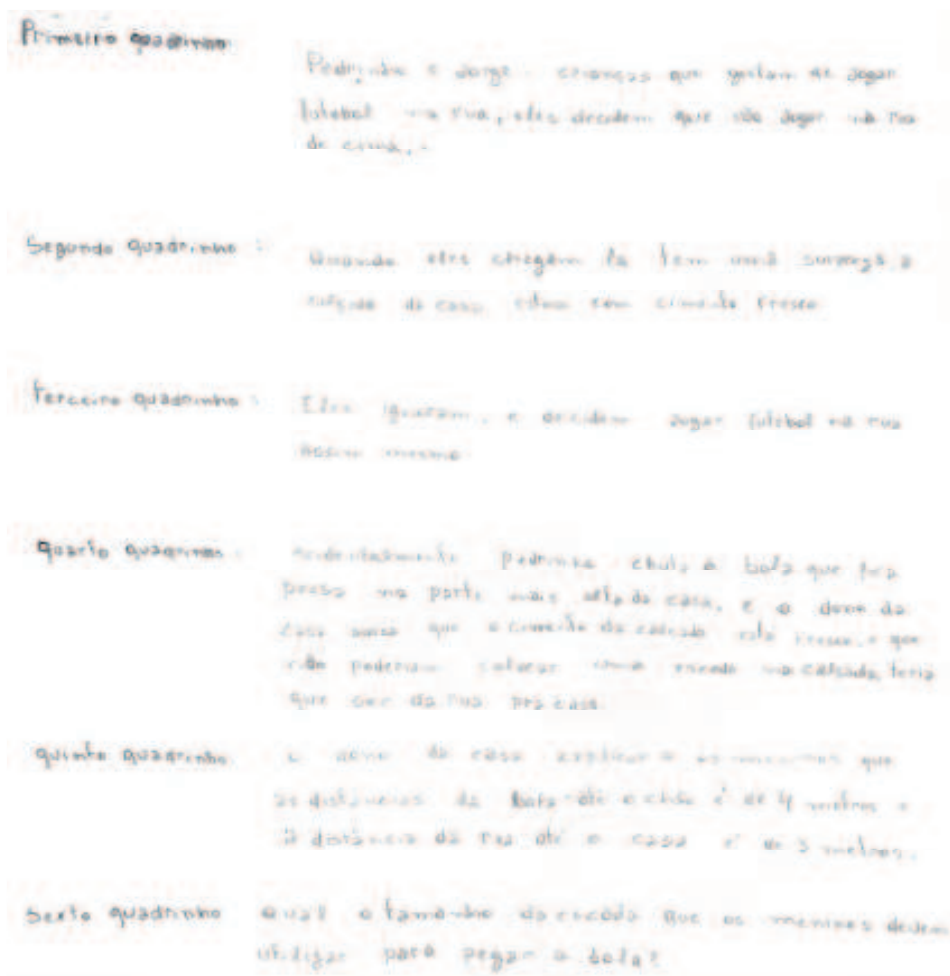 Primeiro quadrinho
Pedrinho e Jorge crianças que gostam de jogar
futebol na rua, eles decidem que vão jogar na rua
de cima.
Segundo quadrinho :
Quando eles chegam lá tem uma surpresa a
calçada da casa estava com cimento fresco
Terceiro quadrinho :
Eles ignoram, e decidem jogar futebol na rua
assim mesmo
Quarto quadrinho :
Acidentalmente pedrinho chuta a bola que fica
presa na parte mais alta da casa, e o dono da
casa avisa que o cimento da calçada está fresco, e que
não poderiam colocar uma escada na calçada, teria
que ser da rua pra casa.
quinto quadrinho
o dono da casa explicar que
as distancias da bola até o chão é de 4 metros e
a distância da rua até a casa é de 3 metros.
Sexto quadrinho
Qual o tamanho da escada que os meninos devem
utilizar para pegar a bola?